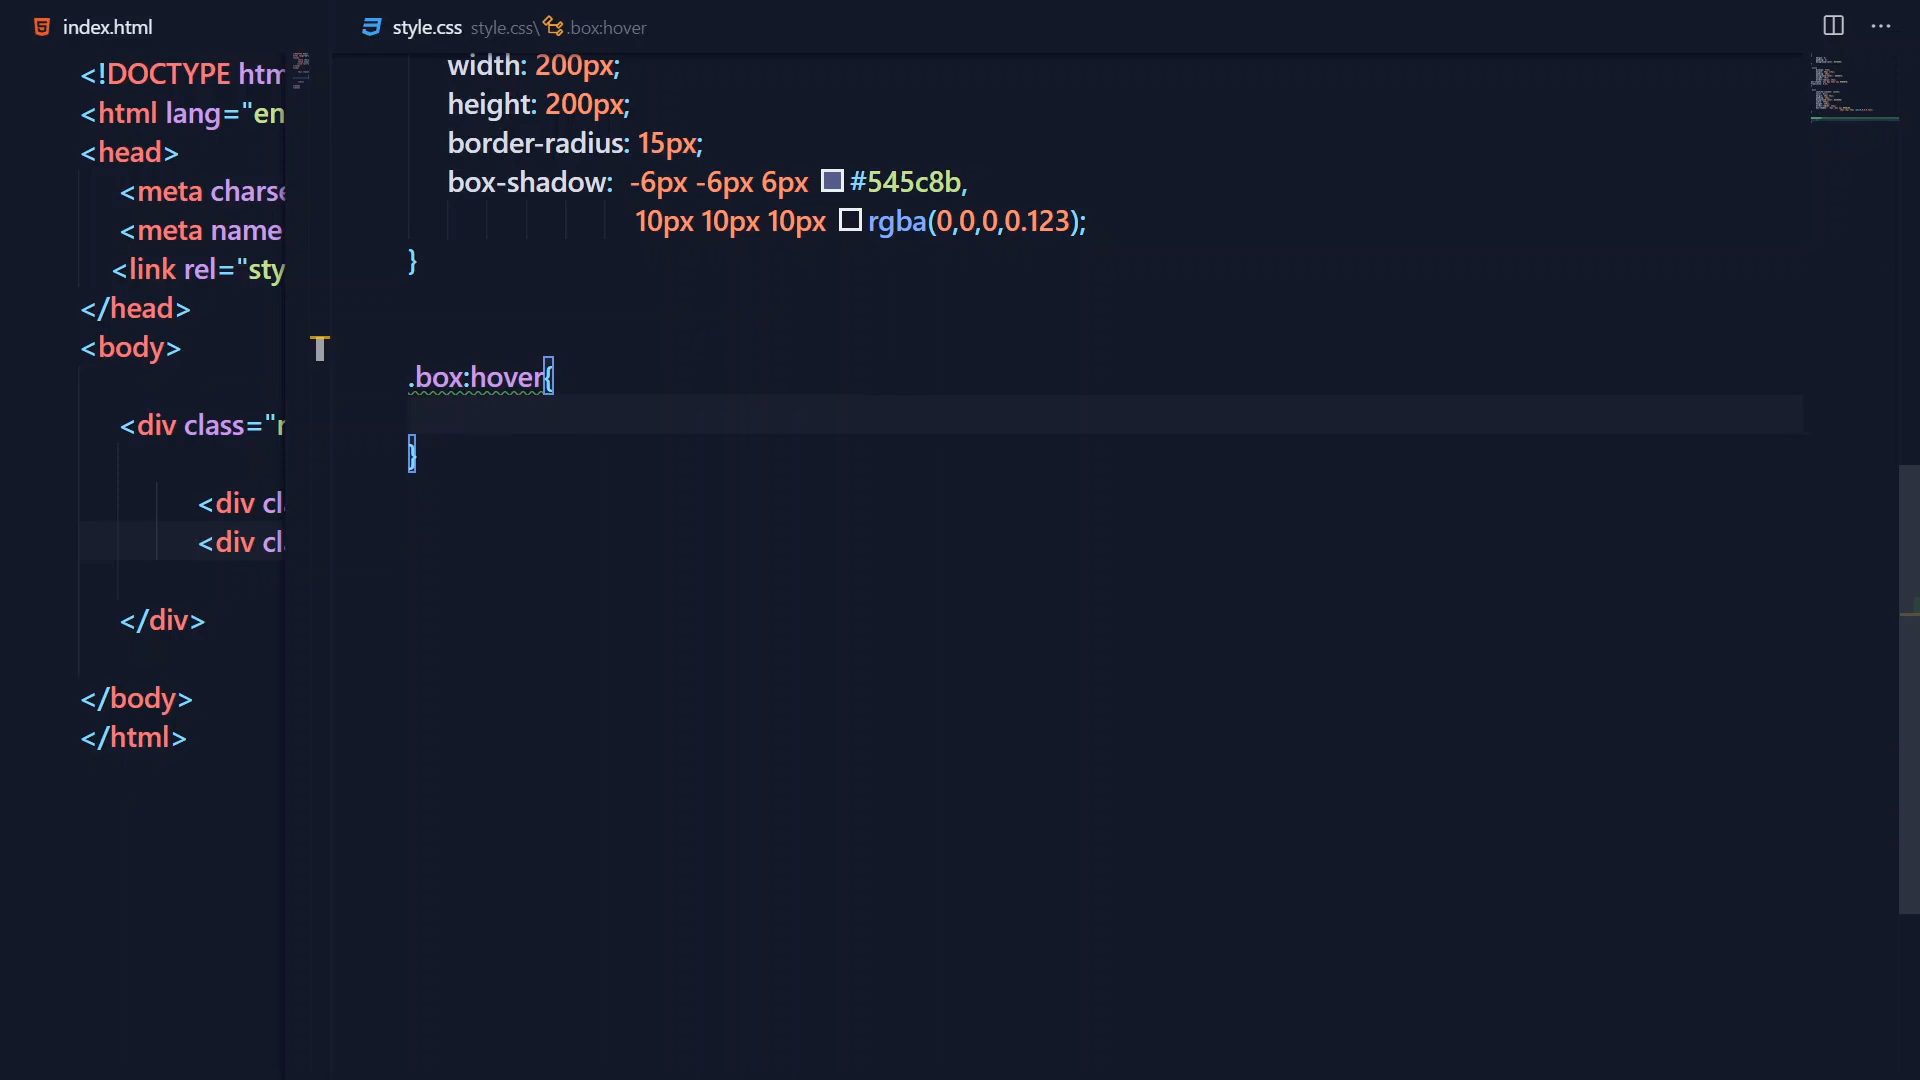 index.html
<!DOCTYPE htm
<html lang="en
<head>
<meta charse
<meta name
<link rel="sty
</head>
<body>
<div class="r
<div cla
<div cla
</div>
</body>
</html>
style.css style.css\ .box:hover
width: 200px;
height: 200px;
border-radius: 15px;
box-shadow: -6px -6px 6px #545c8b,
10px 10px 10px rgba(0,0,0,0.123);
}
.box:hover{
}